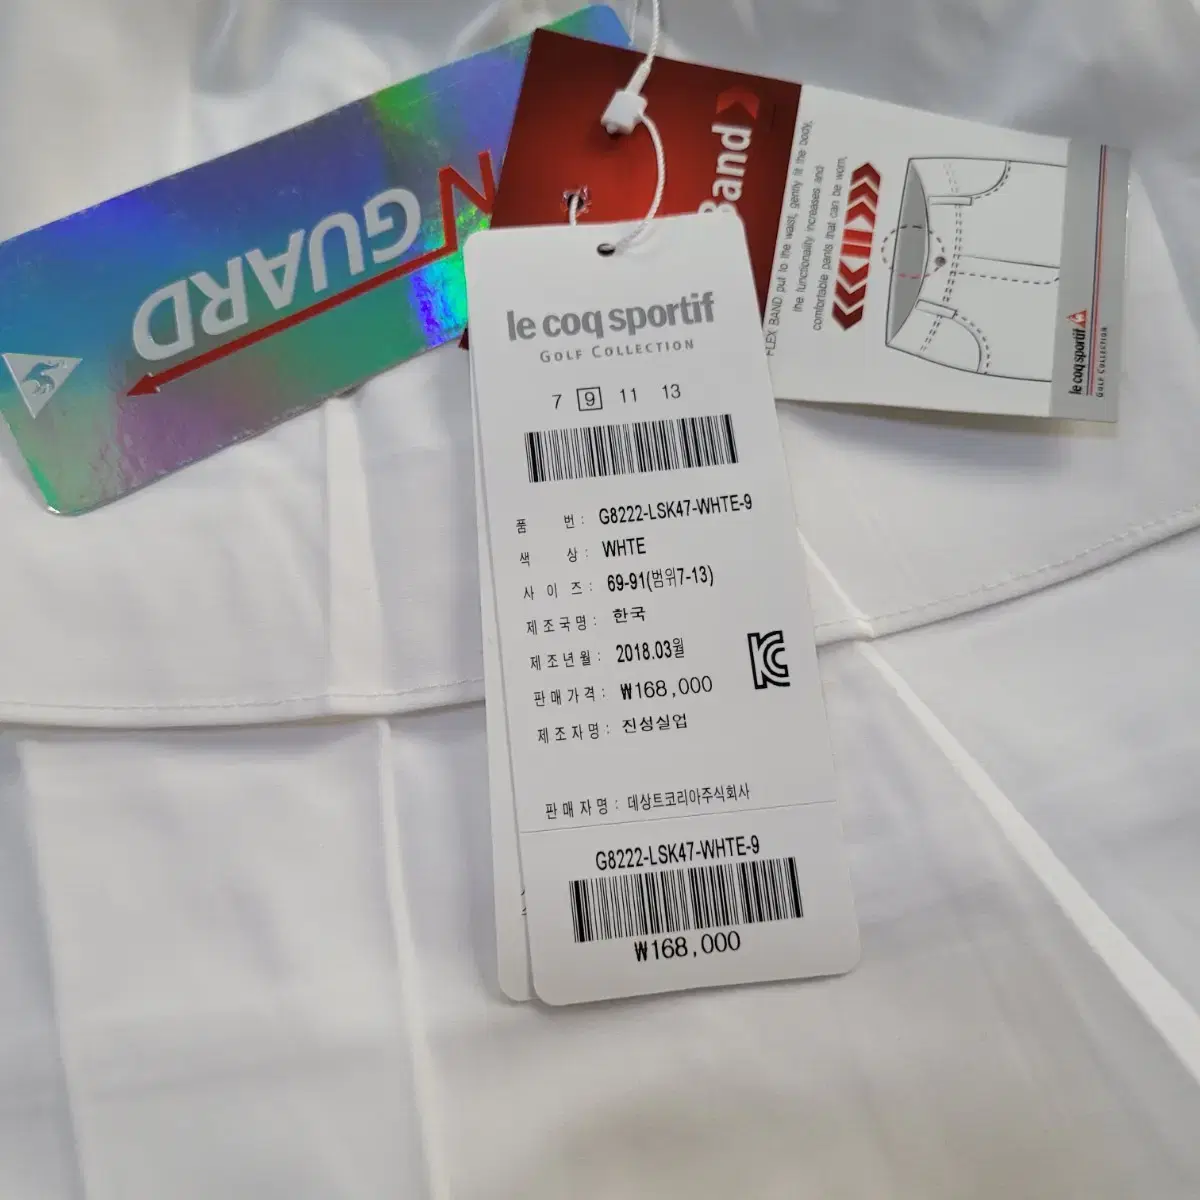 GUARD
Band
FLEX BAND put to the waist, gently fit the body,
the functionality increases and
comfortable pants that can be worn.
le coq sportif
GOLF COLLECTION
le coq sportif
GOLF COLLECTION
7 9 11 13
품 번 : G8222-LSK47-WHTE-9
색 상 : WHTE
사 이 즈 : 69-91(범위7-13)
제조국명 : 한국
제조년월 : 2018.03월
판매가격 : ₩168,000
제조자명 : 진성실업
판매자명 : 데상트코리아주식회사
G8222-LSK47-WHTE-9
₩168,000